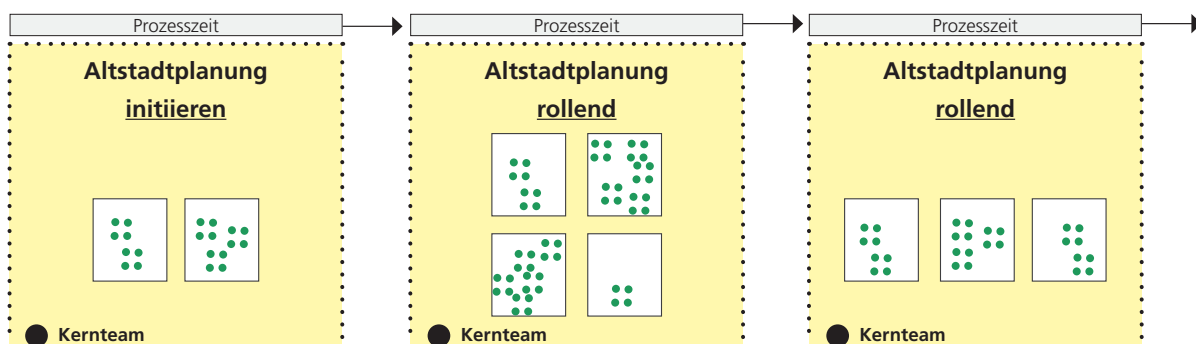 Prozesszeit
Prozesszeit
Prozesszeit
Altstadtplanung
initiieren
Altstadtplanung
rollend
Altstadtplanung
rollend
Kernteam
Kernteam
Kernteam